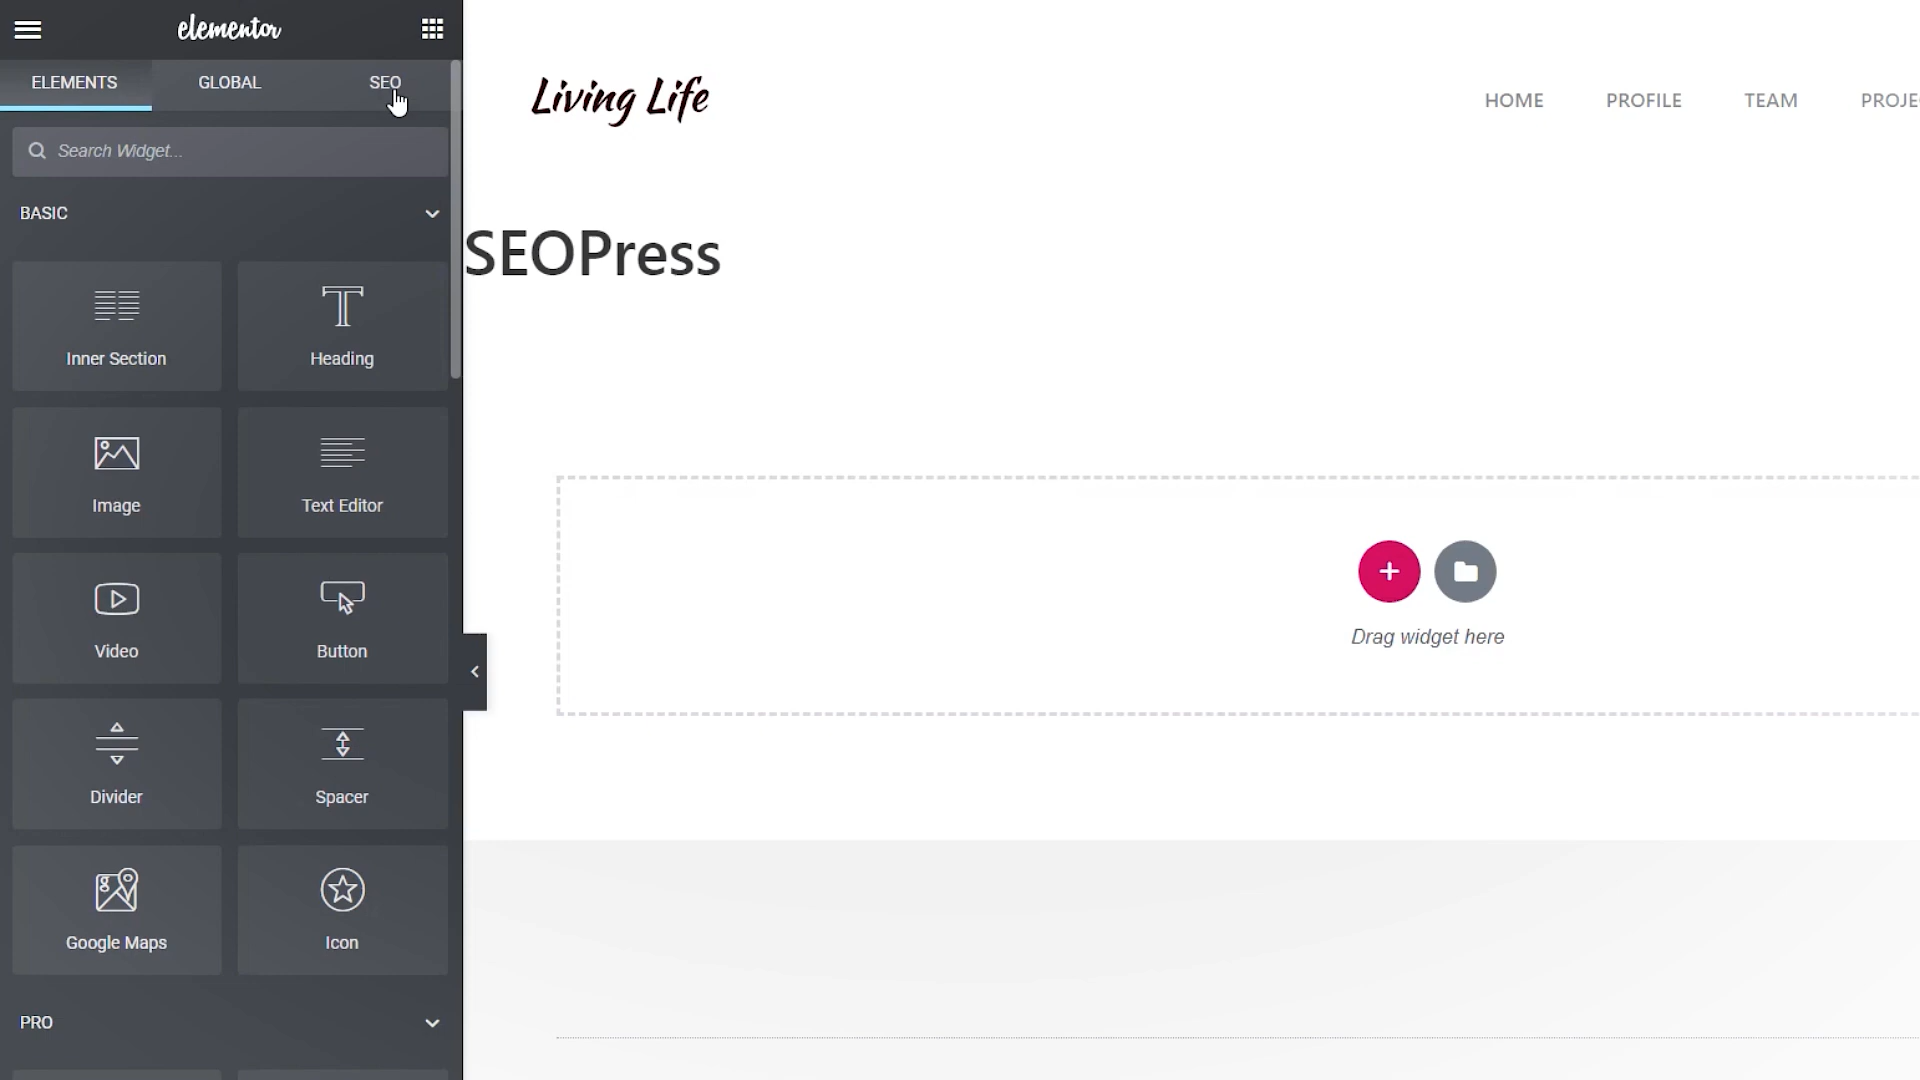 elementor
ELEMENTS GLOBAL SEO
Search Widget...
BASIC
Inner Section Heading
Image Text Editor
Video Button
Divider Spacer
Google Maps Icon
PRO
Living Life
HOME PROFILE TEAM PROJE
SEOPress
Drag widget here